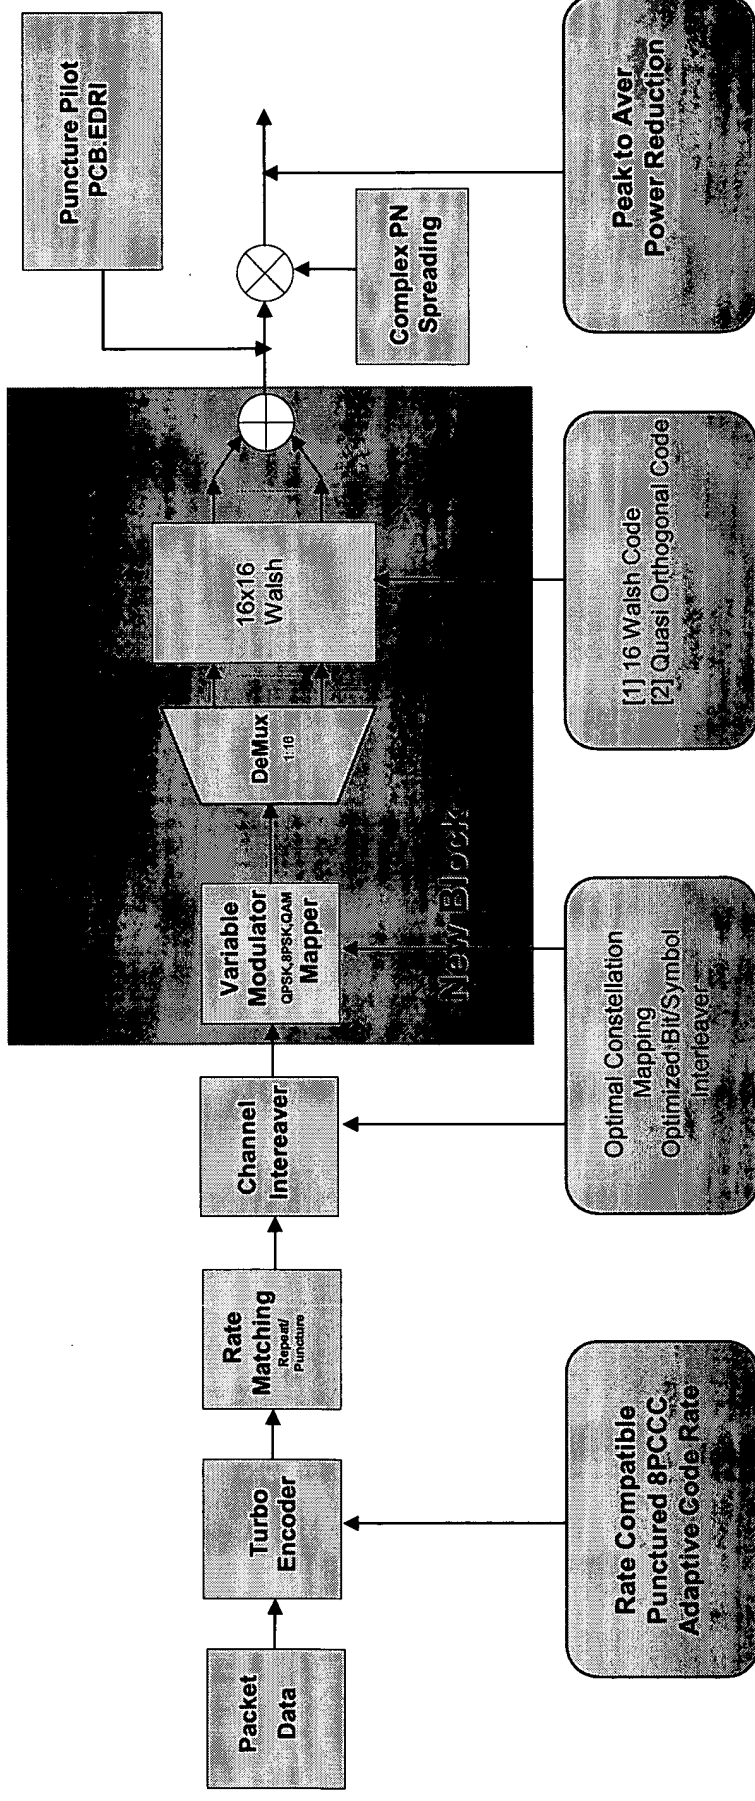 Packet
Data
Turbo
Encoder
Rate
Matching
Repeat/
Puncture
Channel
Intereaver
Variable
Modulator
QPSK,8PSK,QAM
Mapper
DeMux
1:16
16x16
Walsh
New Block
Puncture Pilot
PCB.EDRI
Complex PN
Spreading
Rate Compatible
Punctured 8PCCC
Adaptive Code Rate
Optimal Constellation
Mapping
Optimized Bit/Symbol
Interleaver
[1] 16 Walsh Code
[2] Quasi Orthogonal Code
Peak to Aver
Power Reduction